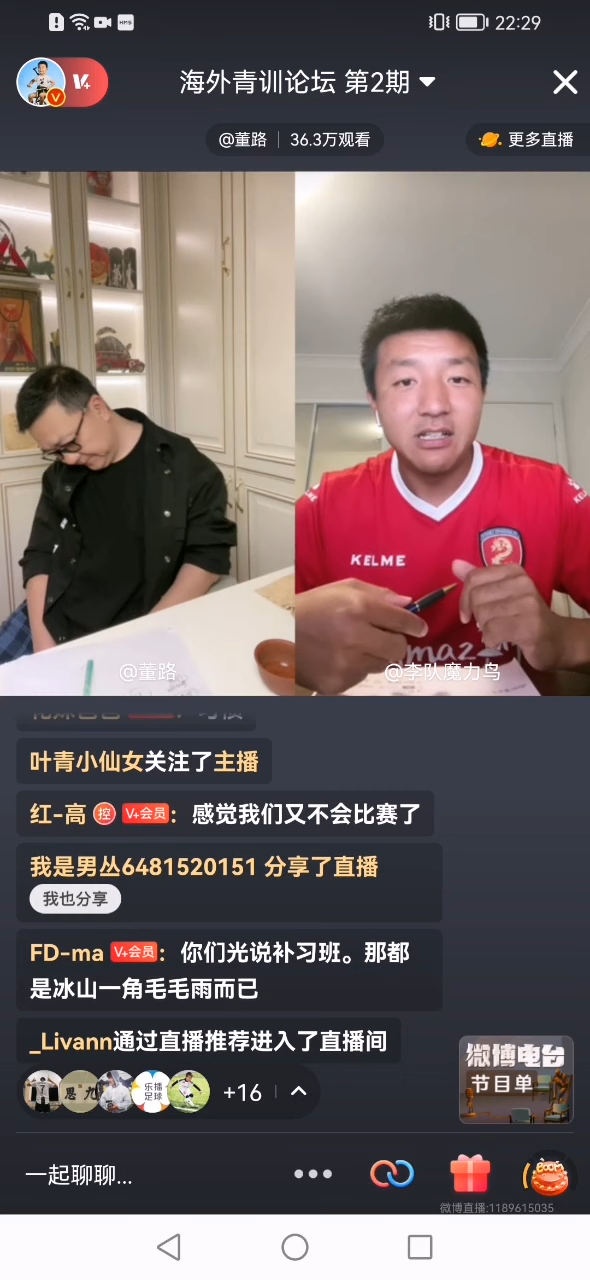 HMS
22:29
V4
海外青训论坛 第2期
@董路
36.3万观看
更多直播
KELME
@董路
@李队魔力鸟
叶青小仙女关注了主播
红-高 控 V+会员：感觉我们又不会比赛了
我是男丛6481520151 分享了直播
我也分享
FD-ma V+会员：你们光说补习班。那都
是冰山一角毛毛雨而已
_Livann通过直播推荐进入了直播间
乐播
足球
+16
微博电台
节目单
一起聊聊...
BOOM
微博直播:1189615035